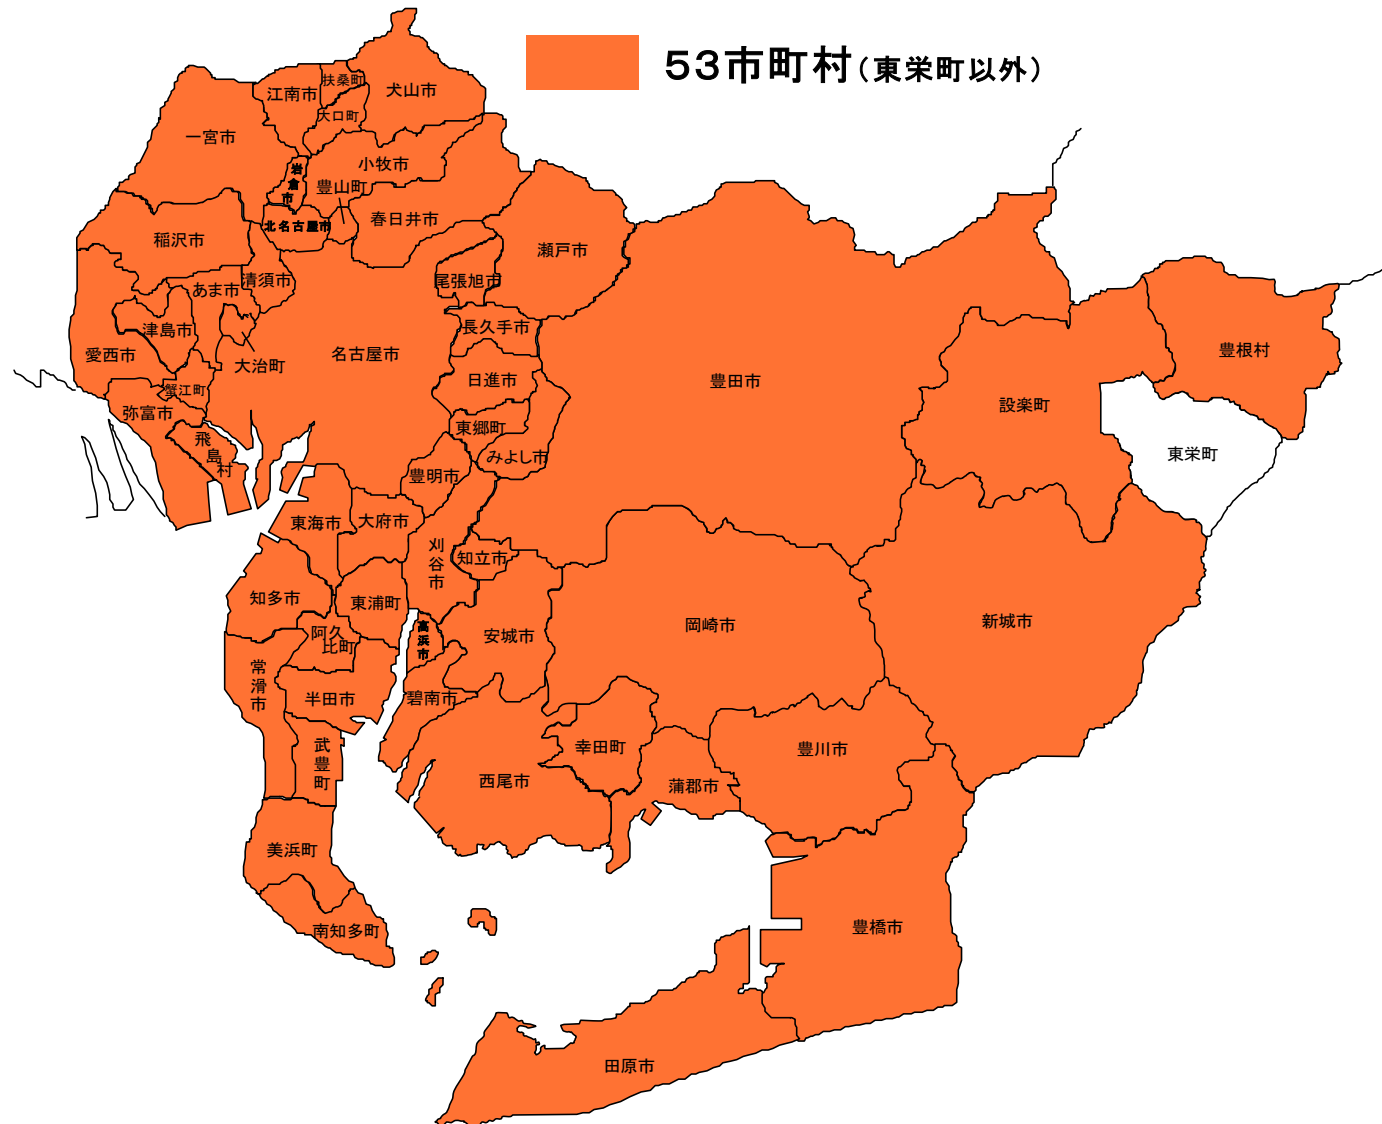 53市町村(東栄町以外)
扶桑町
犬山市
江南市
大口町
一宮市
小牧市
岩倉市
豊山町
春日井市
北名古屋市
稲沢市
瀬戸市
清須市
尾張旭市
あま市
津島市
長久手市
愛西市
大治町
名古屋市
豊根村
日進市
豊田市
蟹江町
設楽町
弥富市
東郷町
飛島村
みよし市
東栄町
豊明市
東海市
大府市
刈谷市
知立市
知多市
東浦町
阿久比町
高浜市
安城市
岡崎市
新城市
常滑市
半田市
碧南市
武豊町
幸田町
豊川市
西尾市
蒲郡市
美浜町
南知多町
豊橋市
田原市